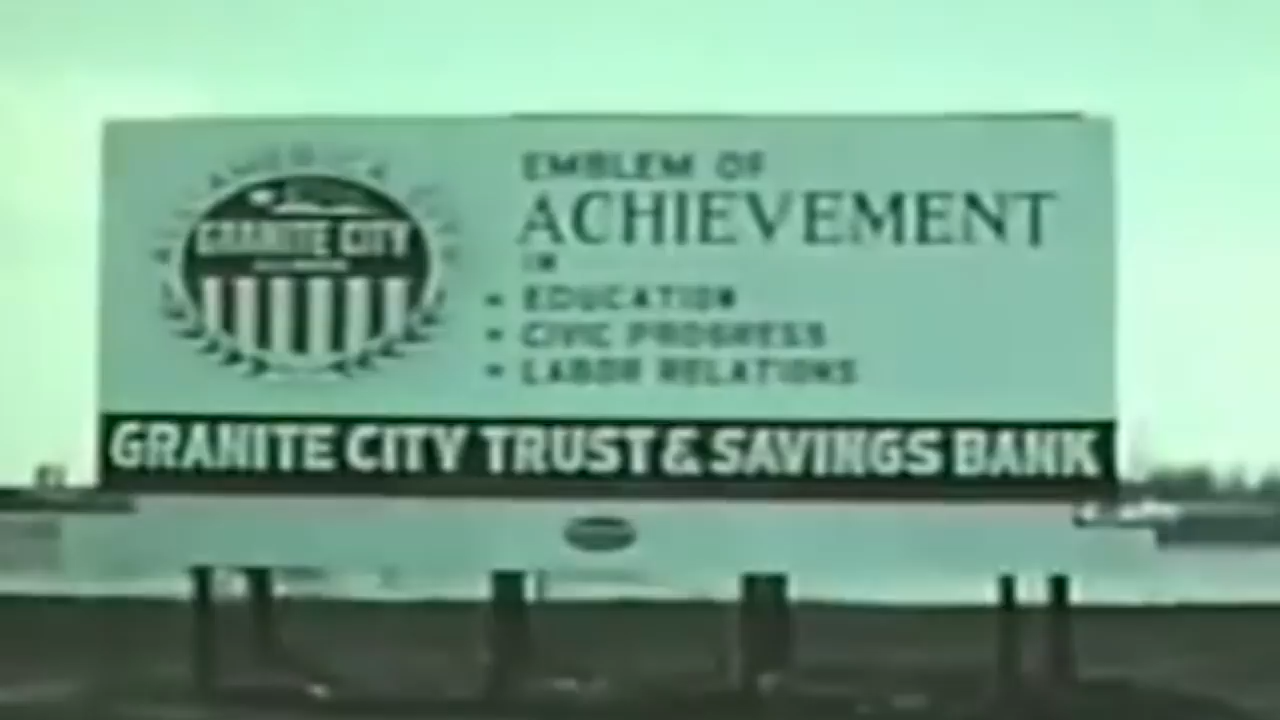 GRANITE CITY
EMBLEM OF
ACHIEVEMENT
IN
• EDUCATION
• CIVIC PROGRESS
• LABOR RELATIONS
GRANITE CITY TRUST & SAVINGS BANK